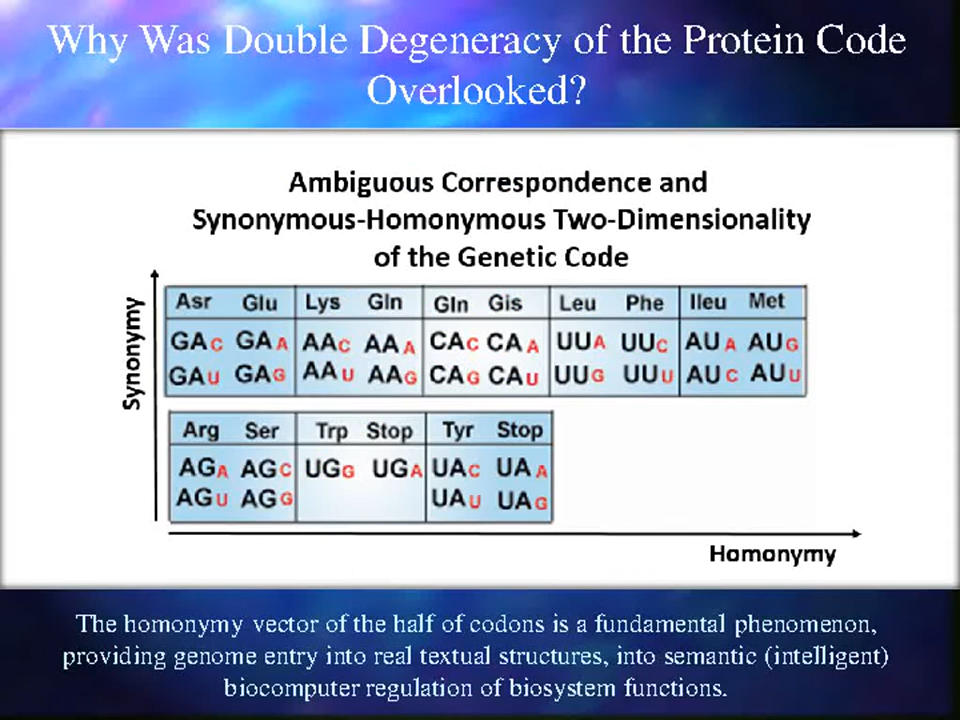 Why Was Double Degeneracy of the Protein Code
Overlooked?
Ambiguous Correspondence and
Synonymous-Homonymous Two-Dimensionality
of the Genetic Code
Synonymy
Asr Glu Lys Gln Gln Gis Leu Phe Ileu Met
GAC GAA AAC AAA CAC CAA UUA UUC AUA AUG
GAU GAG AAU AAG CAG CAU UUG UUU AUC AUU
Arg Ser Trp Stop Tyr Stop
AGA AGC UGG UGA UAC UAA
AGU AGG UAU UAG
Homonymy
The homonymy vector of the half of codons is a fundamental phenomenon,
providing genome entry into real textual structures, into semantic (intelligent)
biocomputer regulation of biosystem functions.